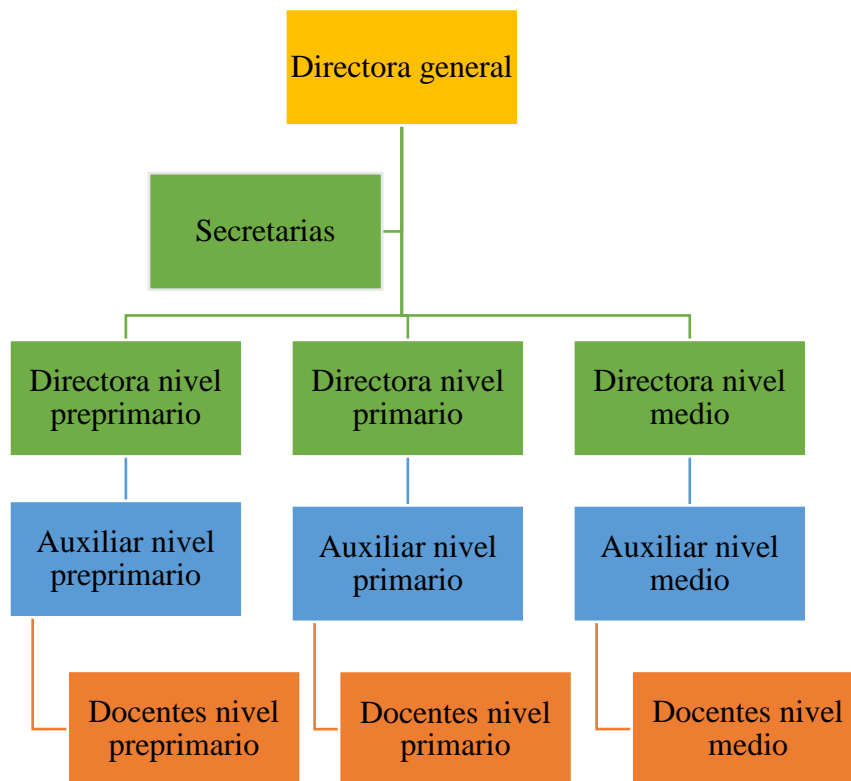 Directora general
Secretarias
Directora nivel
preprimario
Directora nivel
primario
Directora nivel
medio
Auxiliar nivel
preprimario
Auxiliar nivel
primario
Auxiliar nivel
medio
Docentes nivel
preprimario
Docentes nivel
primario
Docentes nivel
medio